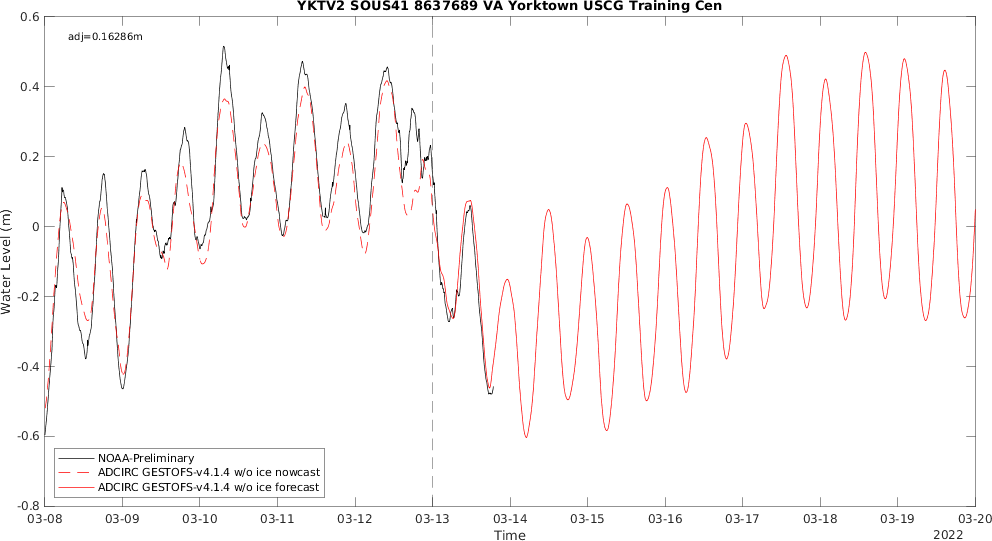 YKTV2 SOUS41 8637689 VA Yorktown USCG Training Cen
adj=0.16286m
0.6
0.4
0.2
0
-0.2
-0.4
-0.6
-0.8
Water Level (m)
NOAA-Preliminary
ADCIRC GESTOFS-v4.1.4 w/o ice nowcast
ADCIRC GESTOFS-v4.1.4 w/o ice forecast
03-08 03-09 03-10 03-11 03-12 03-13 03-14 03-15 03-16 03-17 03-18 03-19 03-20
Time
2022